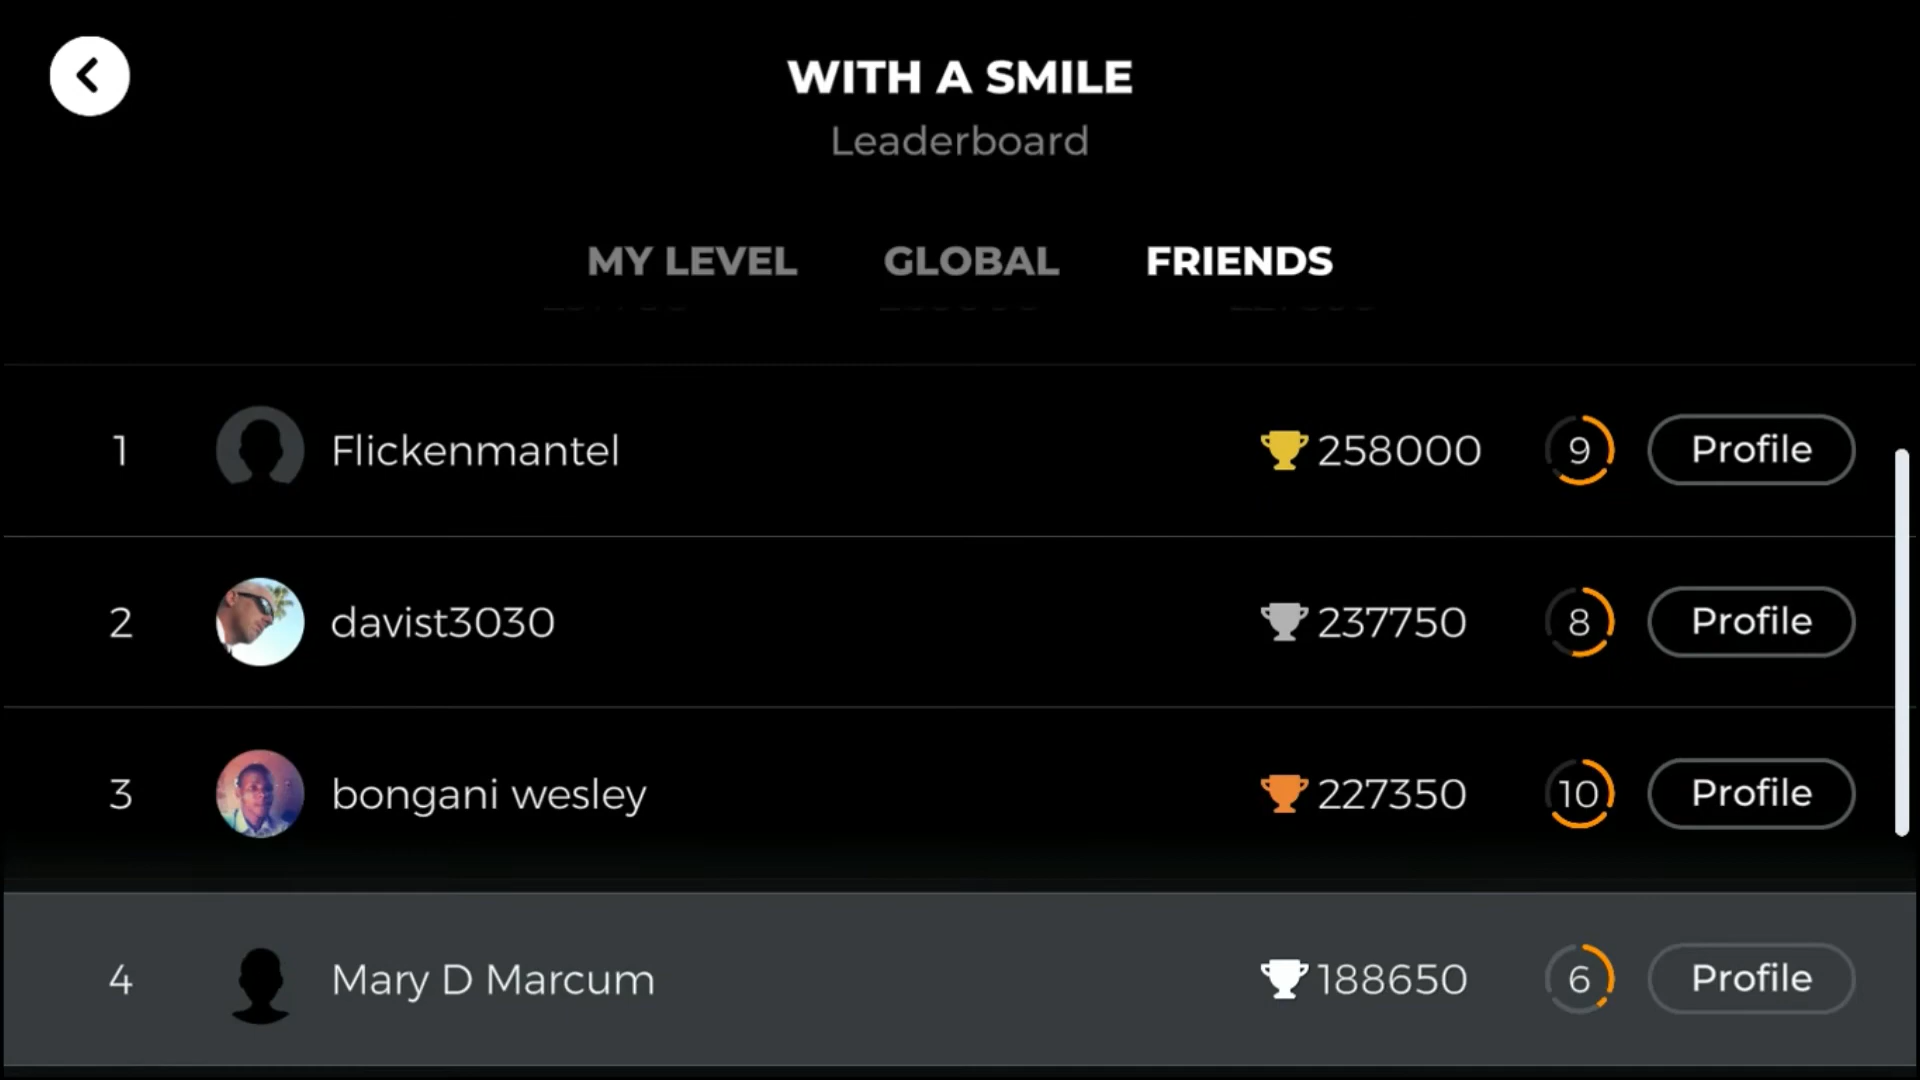 WITH A SMILE
Leaderboard
MY LEVEL GLOBAL FRIENDS
1 Flickenmantel 258000 9 Profile
2 davist3030 237750 8 Profile
3 bongani wesley 227350 10 Profile
4 Mary D Marcum 188650 6 Profile